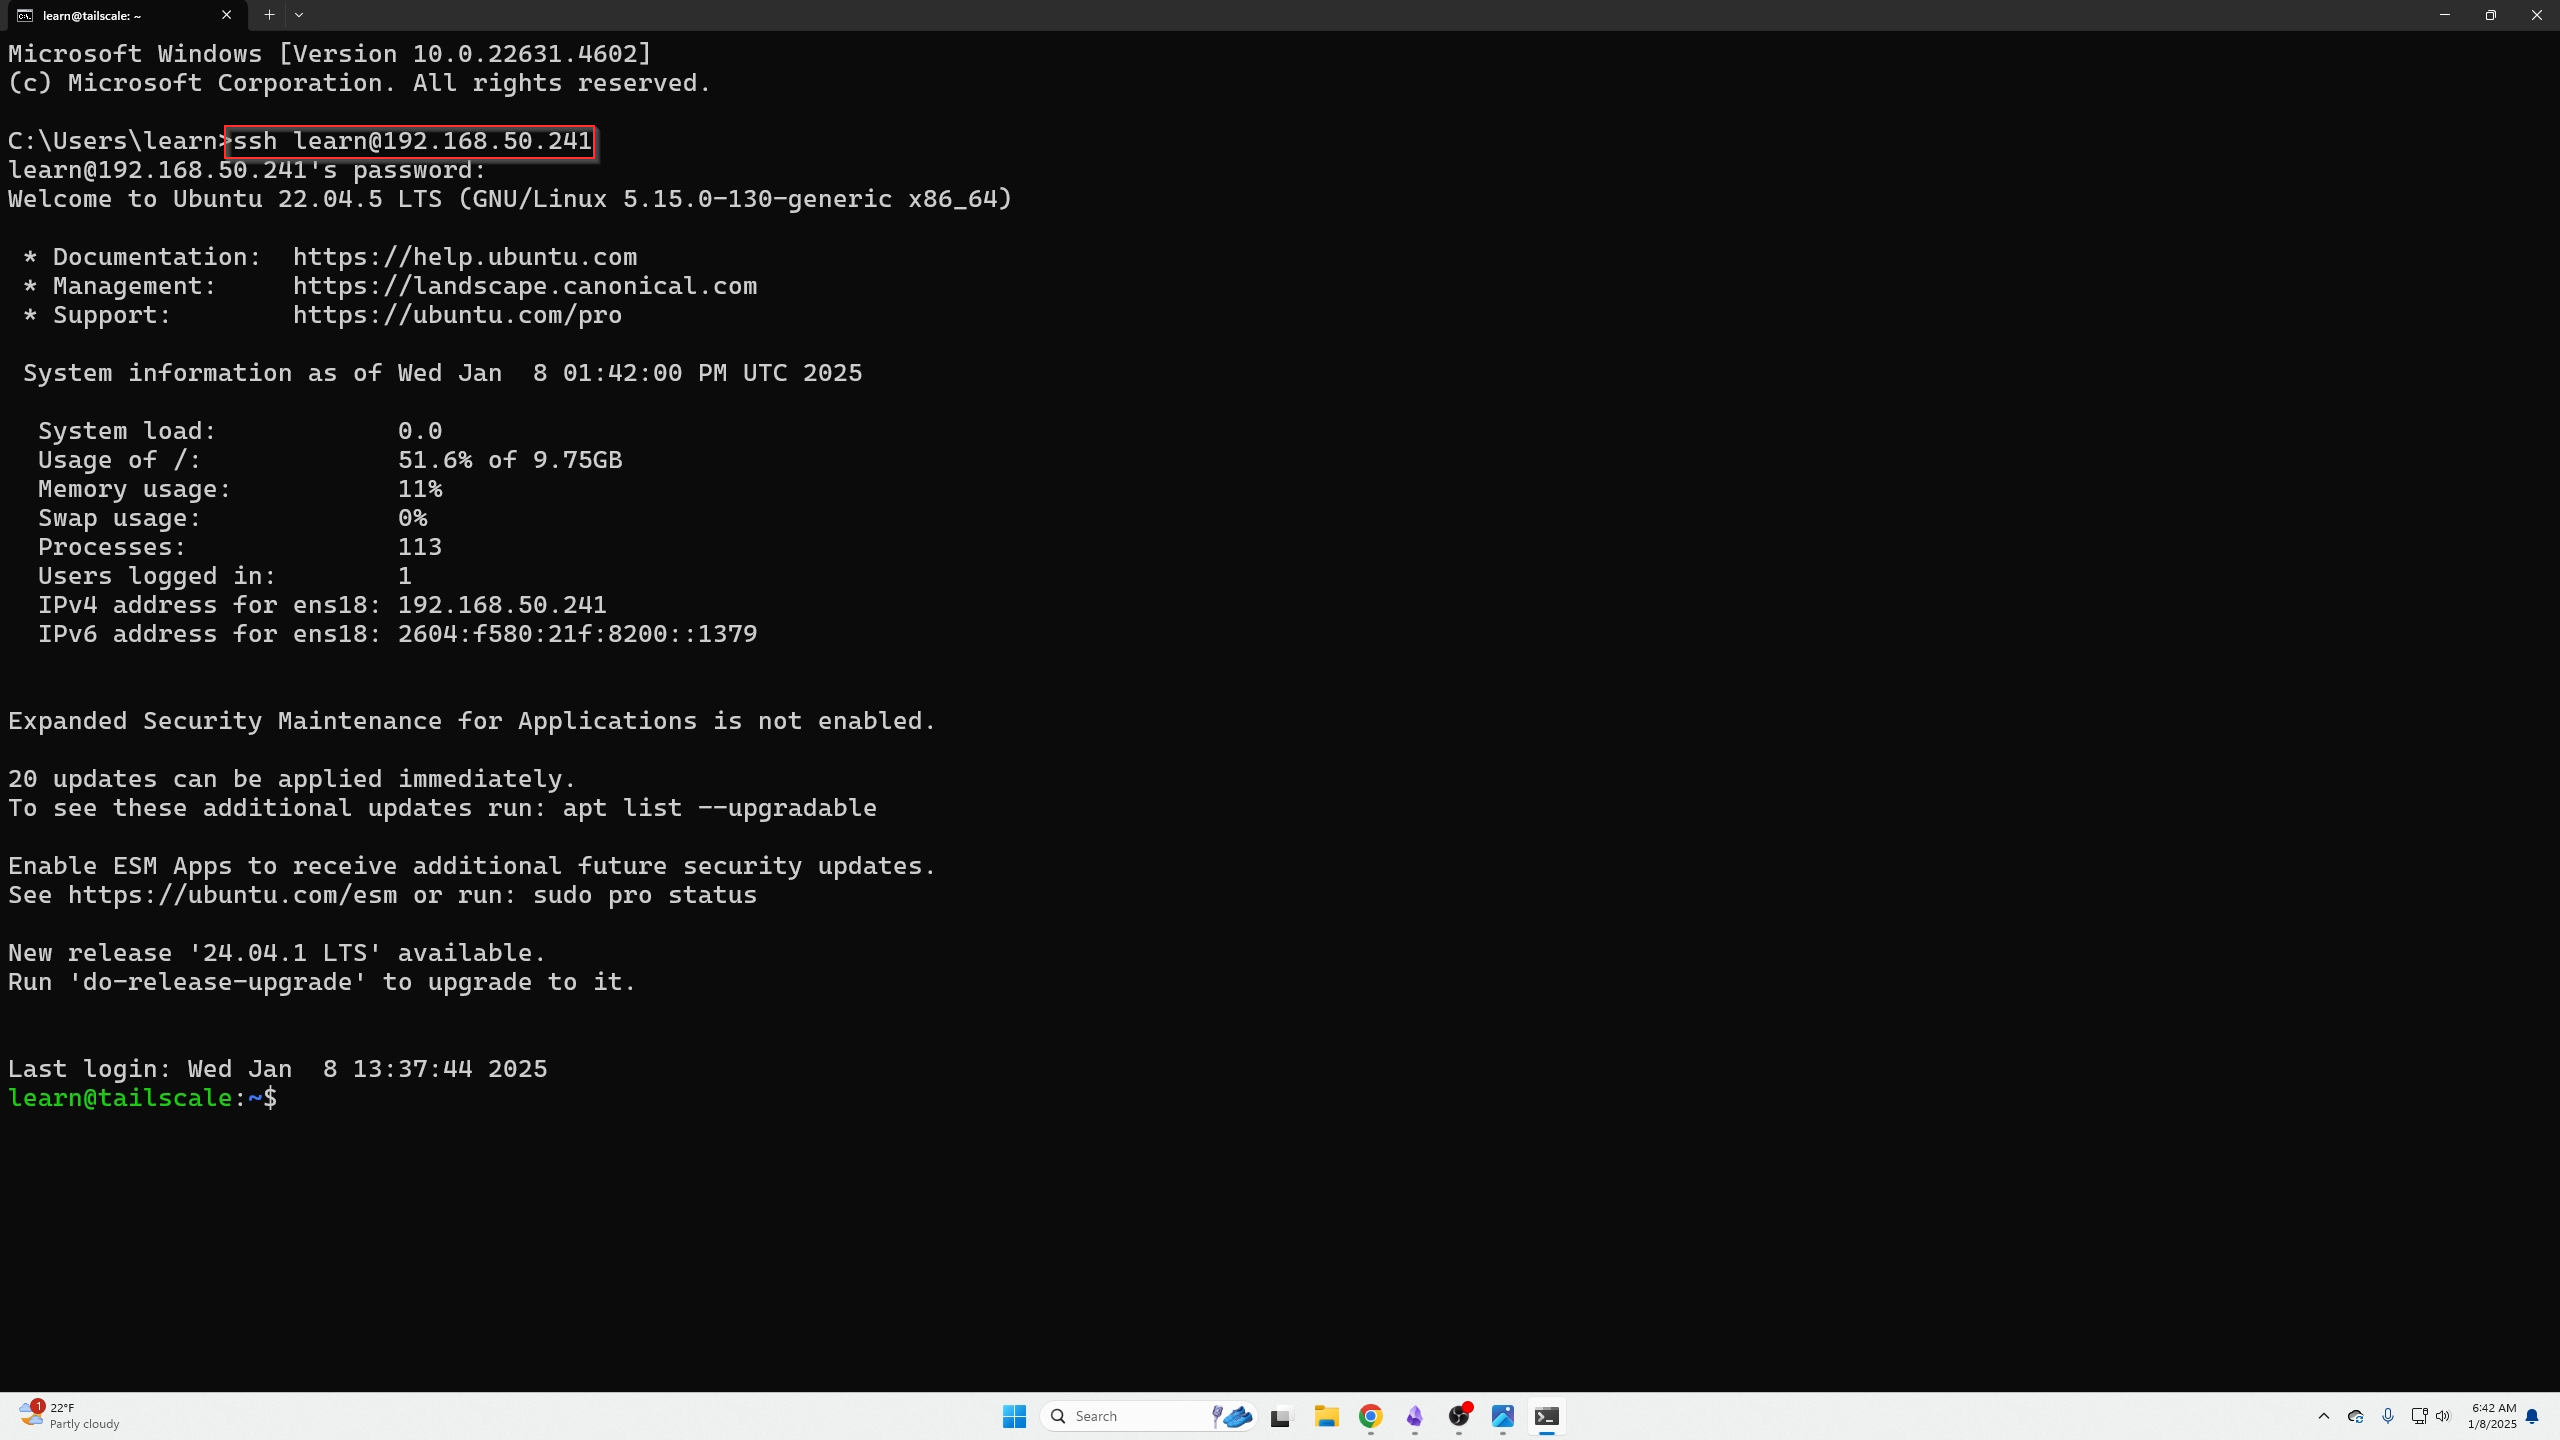 learn@tailscale: ~
Microsoft Windows [Version 10.0.22631.4602]
(c) Microsoft Corporation. All rights reserved.
C:\Users\learn>ssh learn@192.168.50.241
learn@192.168.50.241's password:
Welcome to Ubuntu 22.04.5 LTS (GNU/Linux 5.15.0-130-generic x86_64)
* Documentation:  https://help.ubuntu.com
* Management:     https://landscape.canonical.com
* Support:        https://ubuntu.com/pro
System information as of Wed Jan  8 01:42:00 PM UTC 2025
System load:            0.0
Usage of /:             51.6% of 9.75GB
Memory usage:           11%
Swap usage:             0%
Processes:              113
Users logged in:        1
IPv4 address for ens18: 192.168.50.241
IPv6 address for ens18: 2604:f580:21f:8200::1379
Expanded Security Maintenance for Applications is not enabled.
20 updates can be applied immediately.
To see these additional updates run: apt list --upgradable
Enable ESM Apps to receive additional future security updates.
See https://ubuntu.com/esm or run: sudo pro status
New release '24.04.1 LTS' available.
Run 'do-release-upgrade' to upgrade to it.
Last login: Wed Jan  8 13:37:44 2025
learn@tailscale:~$
1
22°F
Partly cloudy
Search
6:42 AM
1/8/2025